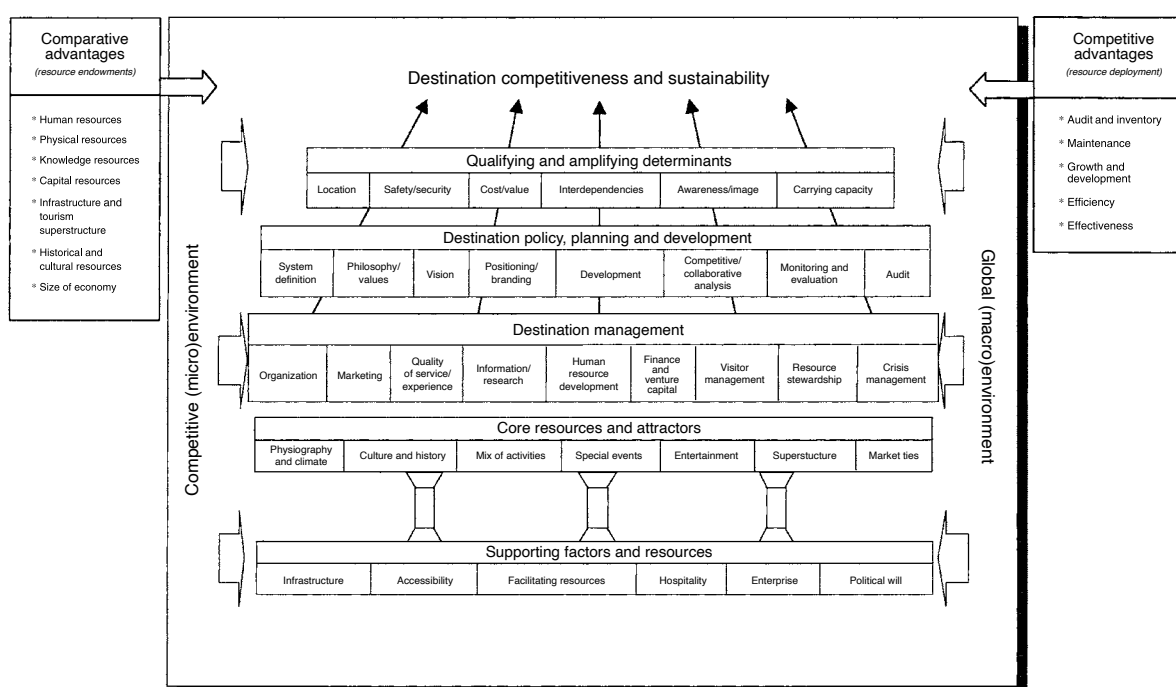 Comparative
advantages
(resource endowments)
* Human resources
* Physical resources
* Knowledge resources
* Capital resources
* Infrastructure and
tourism
superstructure
* Historical and
cultural resources
* Size of economy
Competitive (micro)environment
Destination competitiveness and sustainability
Qualifying and amplifying determinants
Location
Safety/security
Cost/value
Interdependencies
Awareness/image
Carrying capacity
Destination policy, planning and development
System
definition
Philosophy/
values
Vision
Positioning/
branding
Development
Competitive/
collaborative
analysis
Monitoring and
evaluation
Audit
Destination management
Organization
Marketing
Quality
of service/
experience
Information/
research
Human
resource
development
Finance
and
venture
capital
Visitor
management
Resource
stewardship
Crisis
management
Core resources and attractors
Physiography
and climate
Culture and history
Mix of activities
Special events
Entertainment
Superstucture
Market ties
Supporting factors and resources
Infrastructure
Accessibility
Facilitating resources
Hospitality
Enterprise
Political will
Global (macro)environment
Competitive
advantages
(resource deployment)
* Audit and inventory
* Maintenance
* Growth and
development
* Efficiency
* Effectiveness